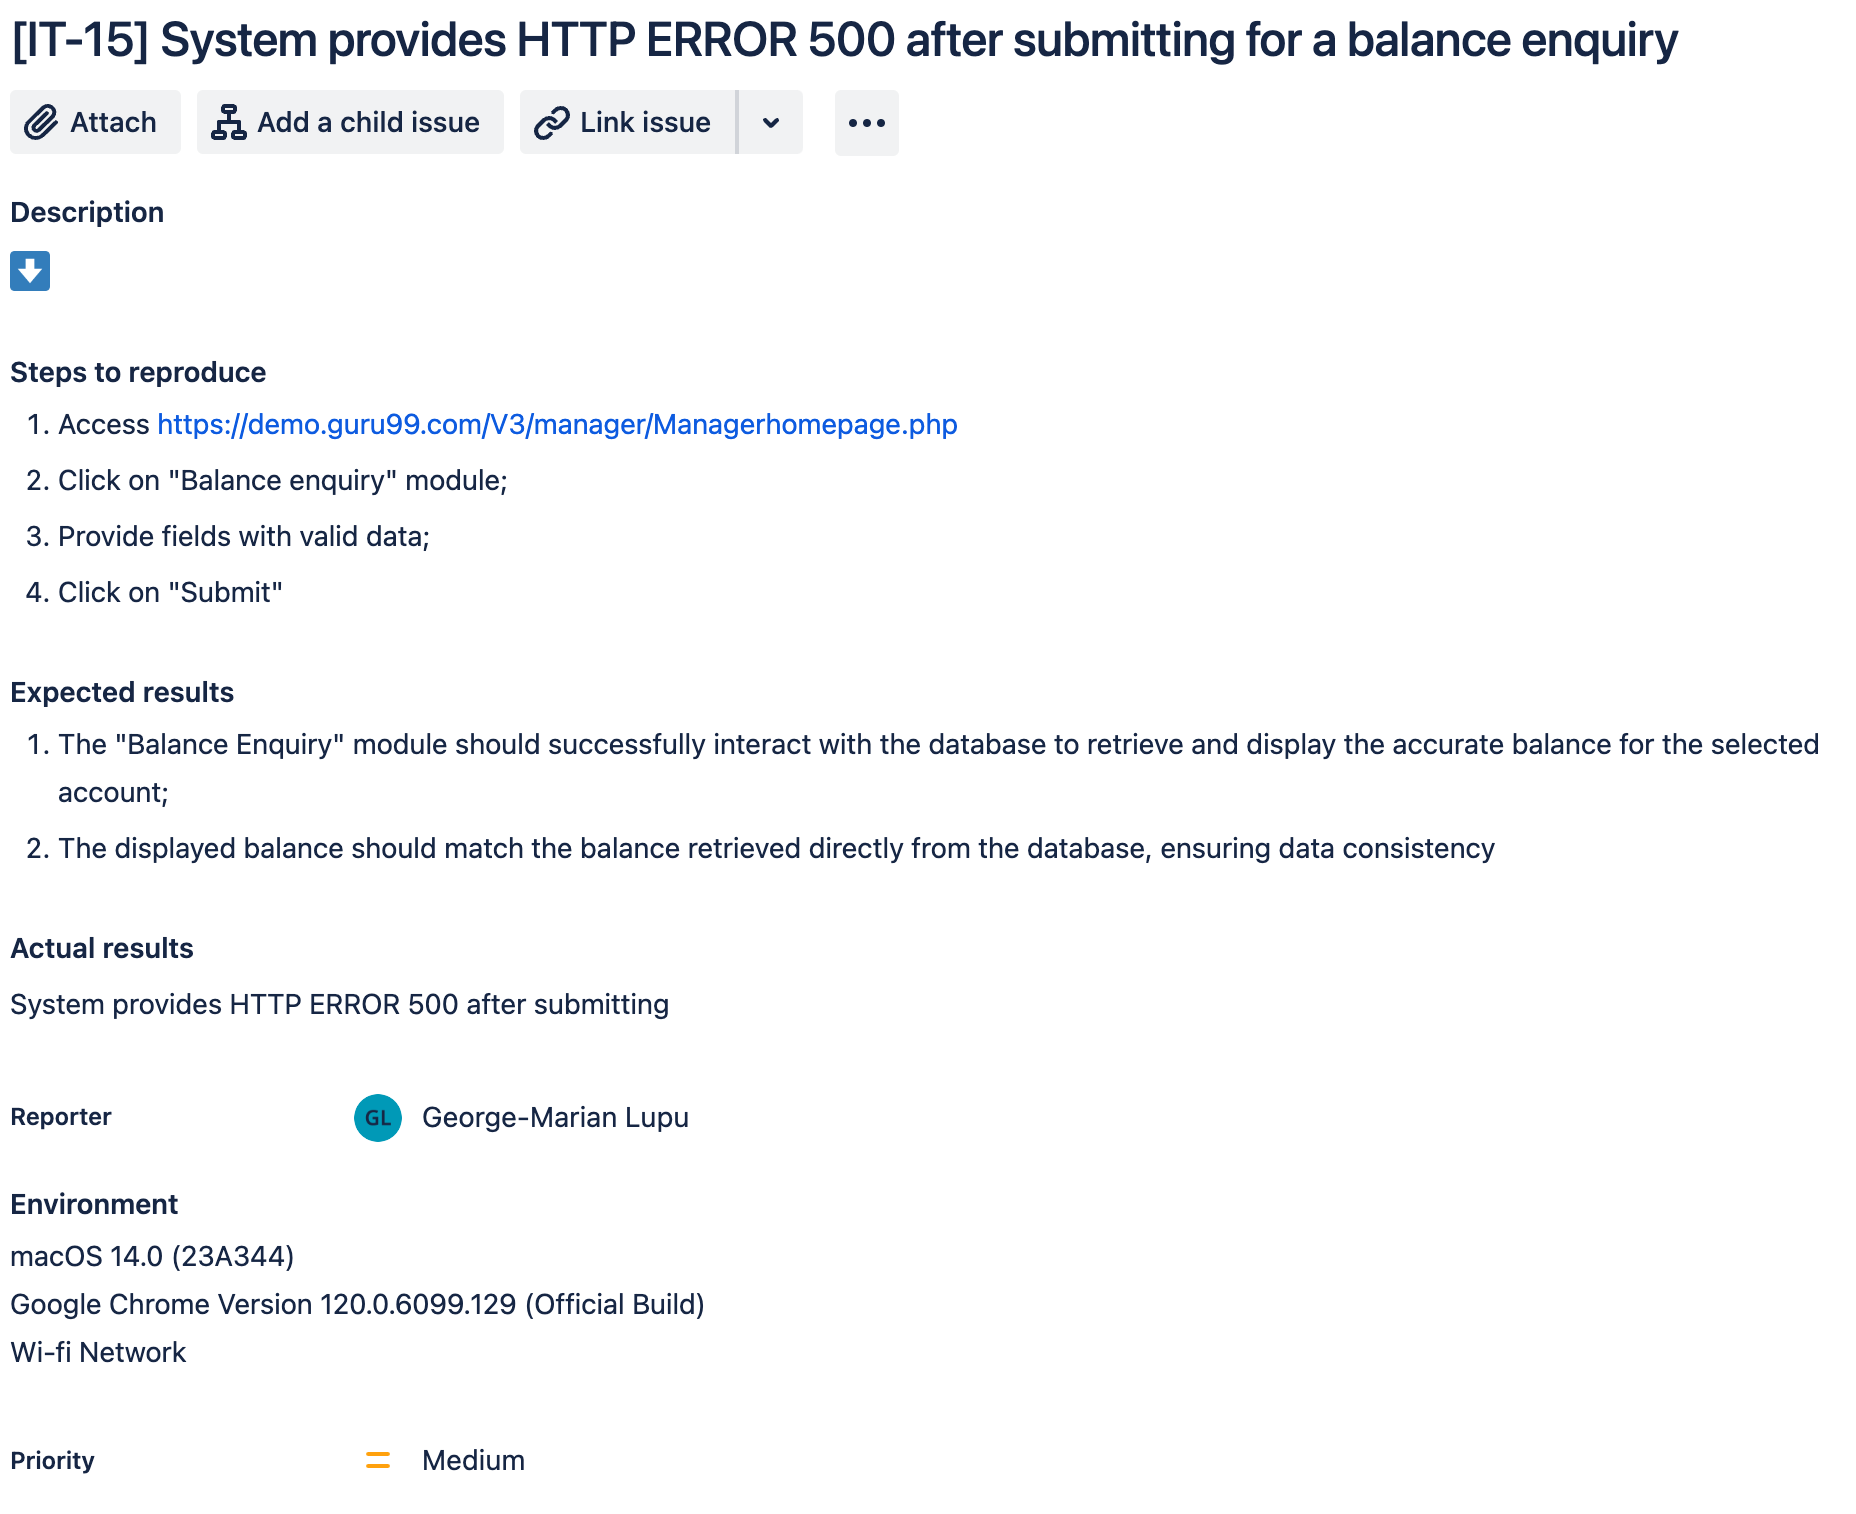 [IT-15] System provides HTTP ERROR 500 after submitting for a balance enquiry
Attach
Add a child issue
Link issue
Description
Steps to reproduce
1. Access https://demo.guru99.com/V3/manager/Managerhomepage.php
2. Click on "Balance enquiry" module;
3. Provide fields with valid data;
4. Click on "Submit"
Expected results
1. The "Balance Enquiry" module should successfully interact with the database to retrieve and display the accurate balance for the selected
account;
2. The displayed balance should match the balance retrieved directly from the database, ensuring data consistency
Actual results
System provides HTTP ERROR 500 after submitting
Reporter GL George-Marian Lupu
Environment
macOS 14.0 (23A344)
Google Chrome Version 120.0.6099.129 (Official Build)
Wi-fi Network
Priority Medium